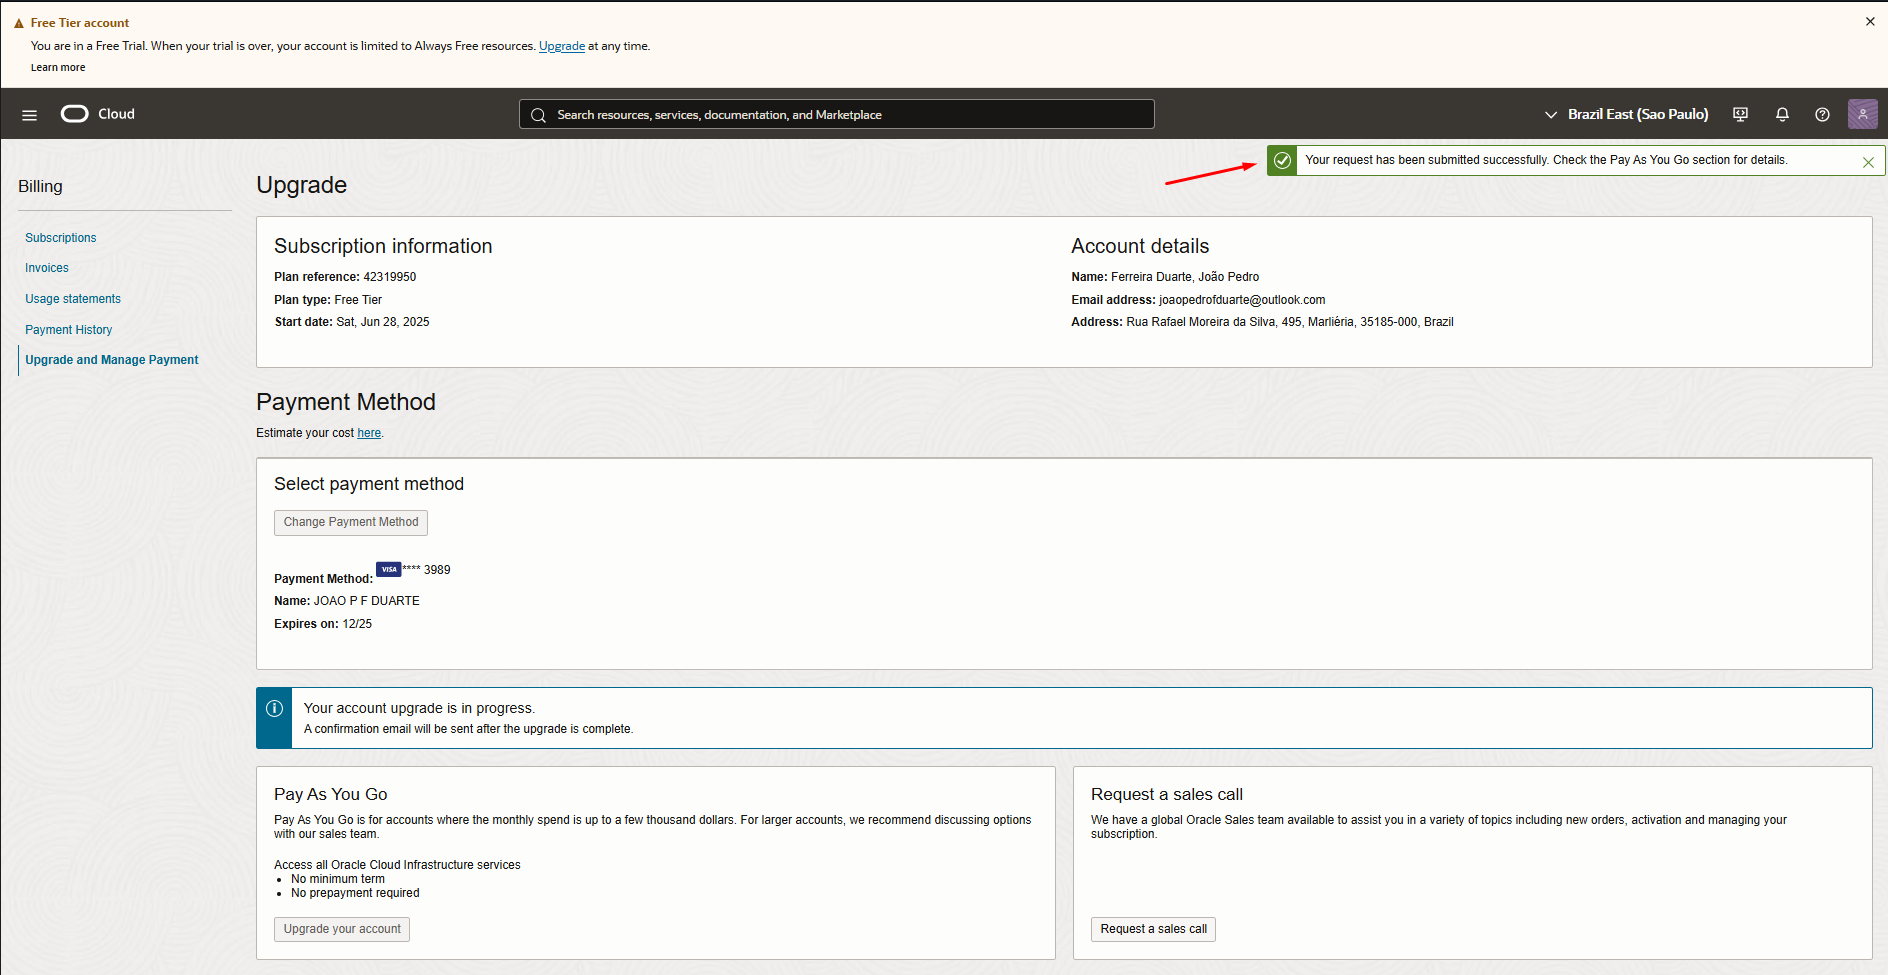 Free Tier account
You are in a Free Trial. When your trial is over, your account is limited to Always Free resources. Upgrade at any time.
Learn more
Cloud
Search resources, services, documentation, and Marketplace
Brazil East (Sao Paulo)
Your request has been submitted successfully. Check the Pay As You Go section for details.
Billing
Subscriptions
Invoices
Usage statements
Payment History
Upgrade and Manage Payment
Upgrade
Subscription information
Plan reference: 42319950
Plan type: Free Tier
Start date: Sat, Jun 28, 2025
Account details
Name: Ferreira Duarte, João Pedro
Email address: joaopedrofduarte@outlook.com
Address: Rua Rafael Moreira da Silva, 495, Marliéria, 35185-000, Brazil
Payment Method
Estimate your cost here.
Select payment method
Change Payment Method
Payment Method: VISA **** 3989
Name: JOAO P F DUARTE
Expires on: 12/25
Your account upgrade is in progress.
A confirmation email will be sent after the upgrade is complete.
Pay As You Go
Pay As You Go is for accounts where the monthly spend is up to a few thousand dollars. For larger accounts, we recommend discussing options
with our sales team.
Access all Oracle Cloud Infrastructure services
• No minimum term
• No prepayment required
Upgrade your account
Request a sales call
We have a global Oracle Sales team available to assist you in a variety of topics including new orders, activation and managing your
subscription.
Request a sales call